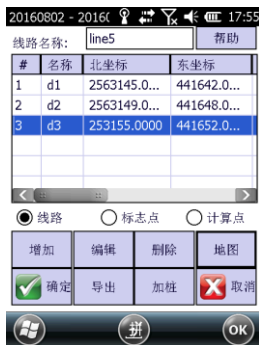 20160802 - 2016( 17:55
线路名称: line5 帮助
# 名称 北坐标 东坐标
1 d1 2563145.0... 441642.0...
2 d2 2563149.0... 441648.0...
3 d3 253155.0000 441652.0...
线路 标志点 计算点
增加 编辑 删除 地图
确定 导出 加桩 取消
拼 OK